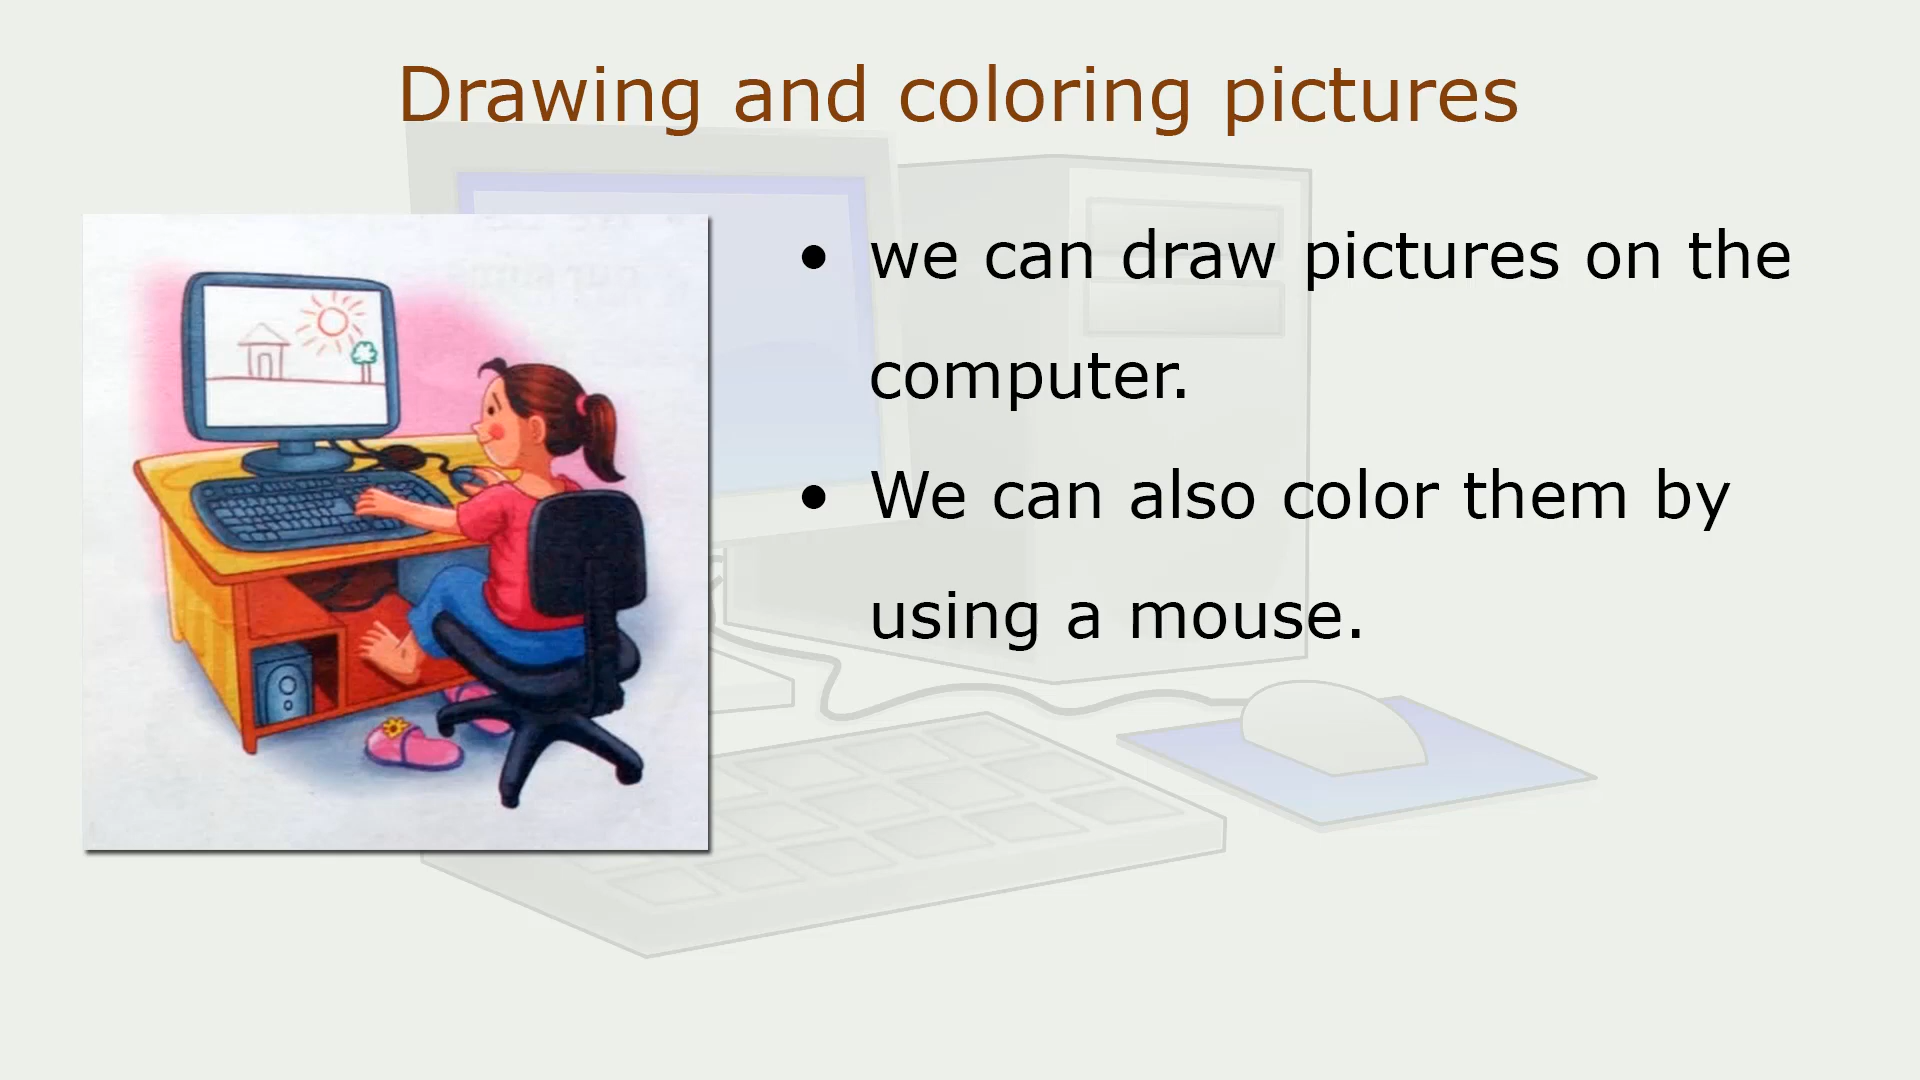 Drawing and coloring pictures
• we can draw pictures on the
computer.
• We can also color them by
using a mouse.